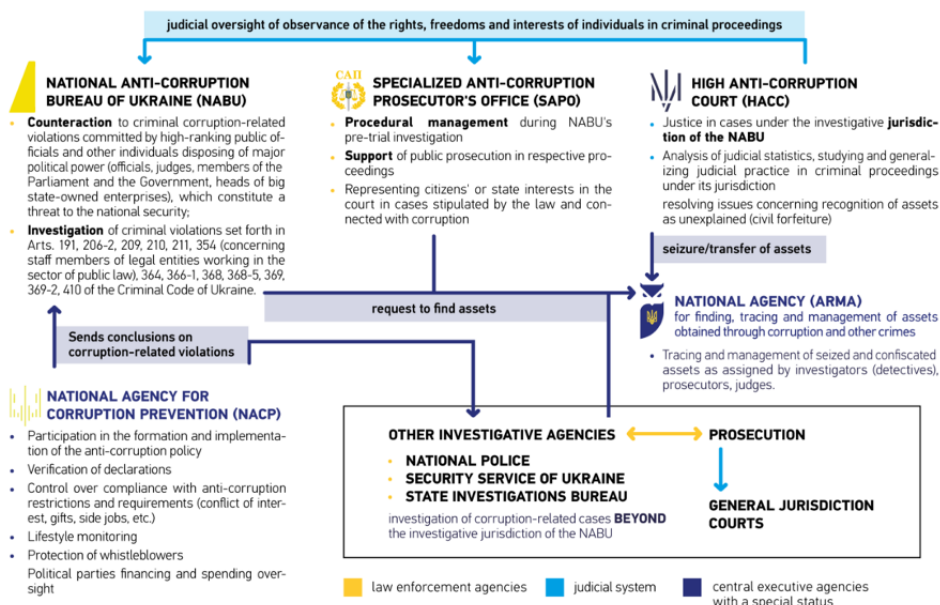 judicial oversight of observance of the rights, freedoms and interests of individuals in criminal proceedings
NATIONAL ANTI-CORRUPTION
BUREAU OF UKRAINE (NABU)
Counteraction to criminal corruption-related
violations committed by high-ranking public of-
ficials and other individuals disposing of major
political power (officials, judges, members of the
Parliament and the Government, heads of big
state-owned enterprises), which constitute a
threat to the national security;
Investigation of criminal violations set forth in
Arts. 191, 206-2, 209, 210, 211, 354 (concerning
staff members of legal entities working in the
sector of public law), 364, 366-1, 368, 368-5, 369,
369-2, 410 of the Criminal Code of Ukraine.
САП
SPECIALIZED ANTI-CORRUPTION
PROSECUTOR'S OFFICE (SAPO)
Procedural management during NABU's
pre-trial investigation
Support of public prosecution in respective pro-
ceedings
Representing citizens' or state interests in the
court in cases stipulated by the law and con-
nected with corruption
HIGH ANTI-CORRUPTION
COURT (HACC)
Justice in cases under the investigative jurisdic-
tion of the NABU
Analysis of judicial statistics, studying and general-
izing judicial practice in criminal proceedings
under its jurisdiction
resolving issues concerning recognition of assets
as unexplained (civil forfeiture)
seizure/transfer of assets
request to find assets
NATIONAL AGENCY (ARMA)
for finding, tracing and management of assets
obtained through corruption and other crimes
Tracing and management of seized and confiscated
assets as assigned by investigators (detectives),
prosecutors, judges.
Sends conclusions on
corruption-related violations
NATIONAL AGENCY FOR
CORRUPTION PREVENTION (NACP)
Participation in the formation and implementa-
tion of the anti-corruption policy
Verification of declarations
Control over compliance with anti-corruption
restrictions and requirements (conflict of inter-
est, gifts, side jobs, etc.)
Lifestyle monitoring
Protection of whistleblowers
Political parties financing and spending over-
sight
OTHER INVESTIGATIVE AGENCIES
NATIONAL POLICE
SECURITY SERVICE OF UKRAINE
STATE INVESTIGATIONS BUREAU
investigation of corruption-related cases BEYOND
the investigative jurisdiction of the NABU
PROSECUTION
GENERAL JURISDICTION
COURTS
law enforcement agencies
judicial system
central executive agencies
with a special status